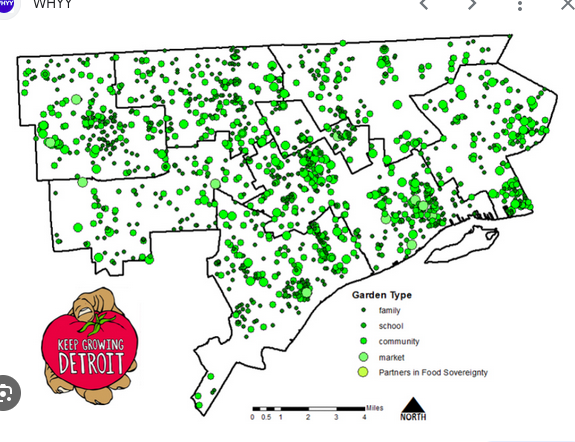 WHYY
WHYY
Garden Type
family
school
community
market
Partners in Food Sovereignty
KEEP GROWING
DETROIT
0 0.5 1 2 3 4 Miles
NORTH